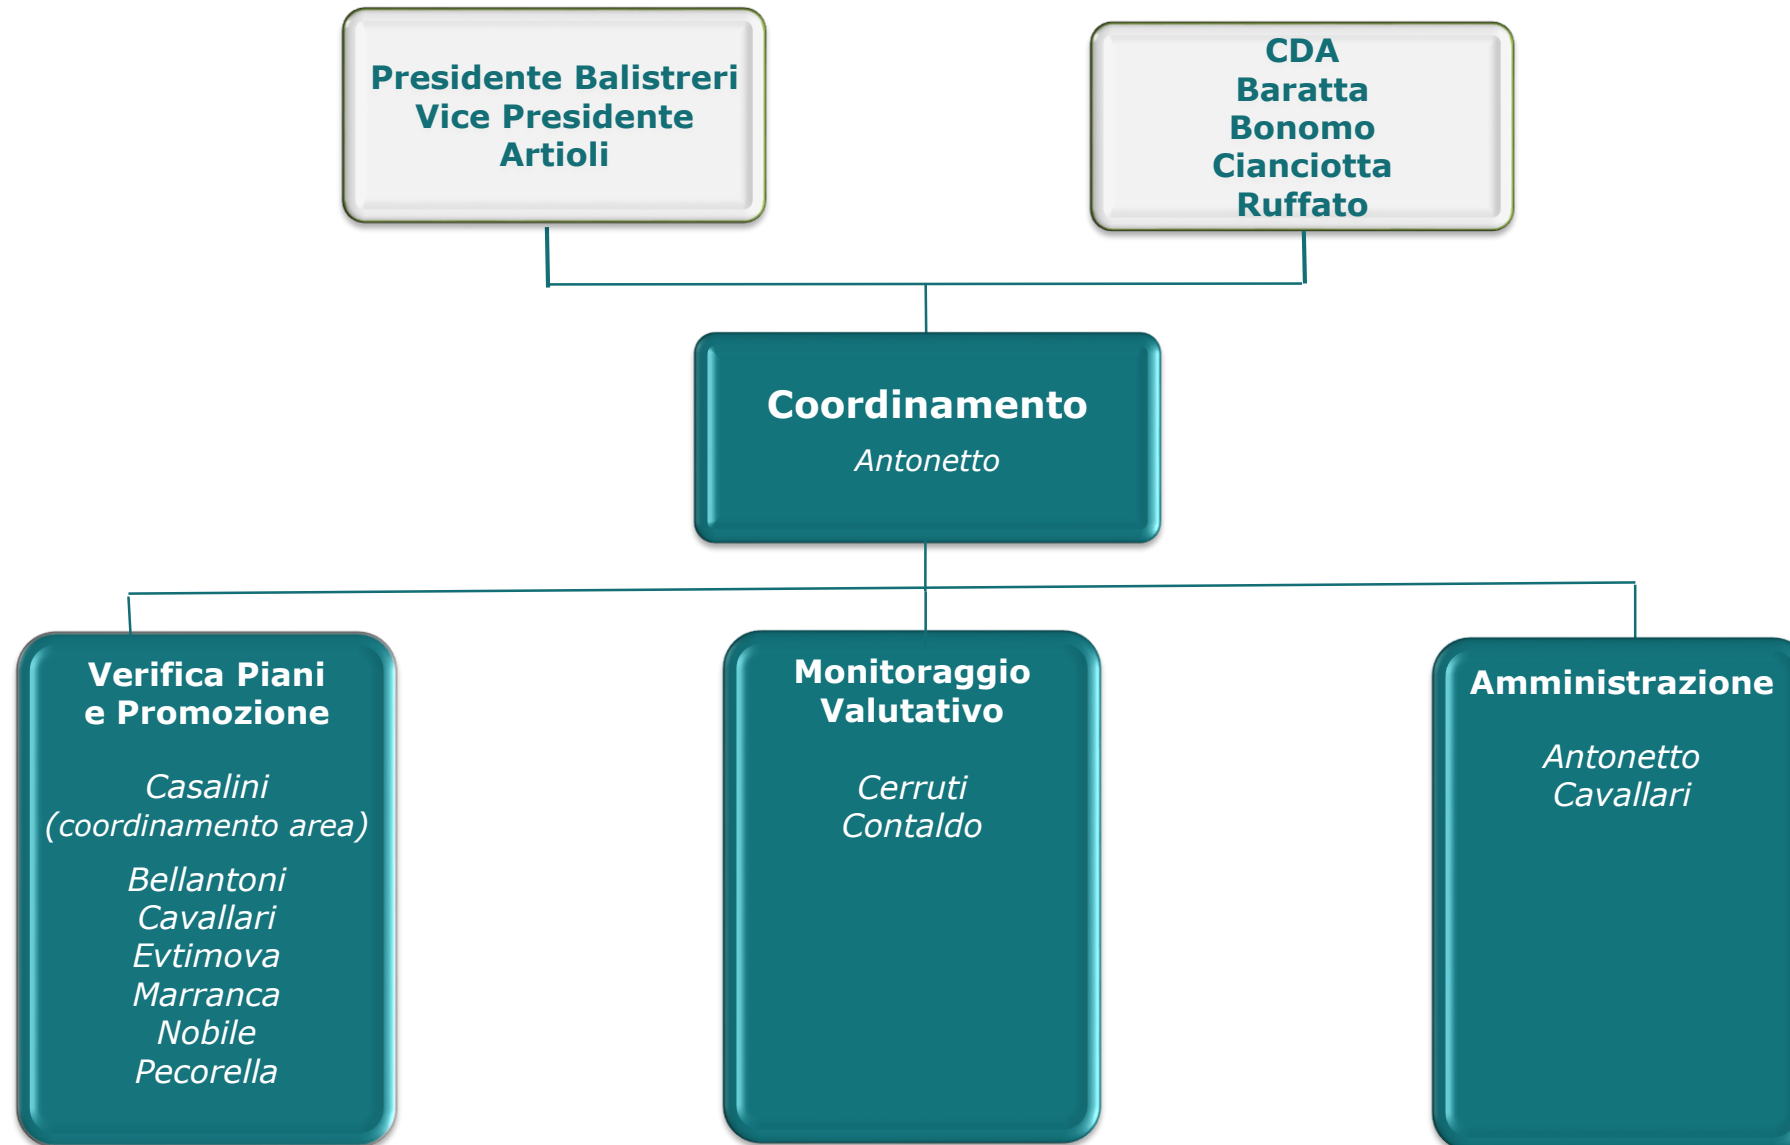 Presidente Balistreri
Vice Presidente
Artioli
CDA
Baratta
Bonomo
Cianciotta
Ruffato
Coordinamento
Antonetto
Verifica Piani
e Promozione
Casalini
(coordinamento area)
Bellantoni
Cavallari
Evtimova
Marranca
Nobile
Pecorella
Monitoraggio
Valutativo
Cerruti
Contaldo
Amministrazione
Antonetto
Cavallari